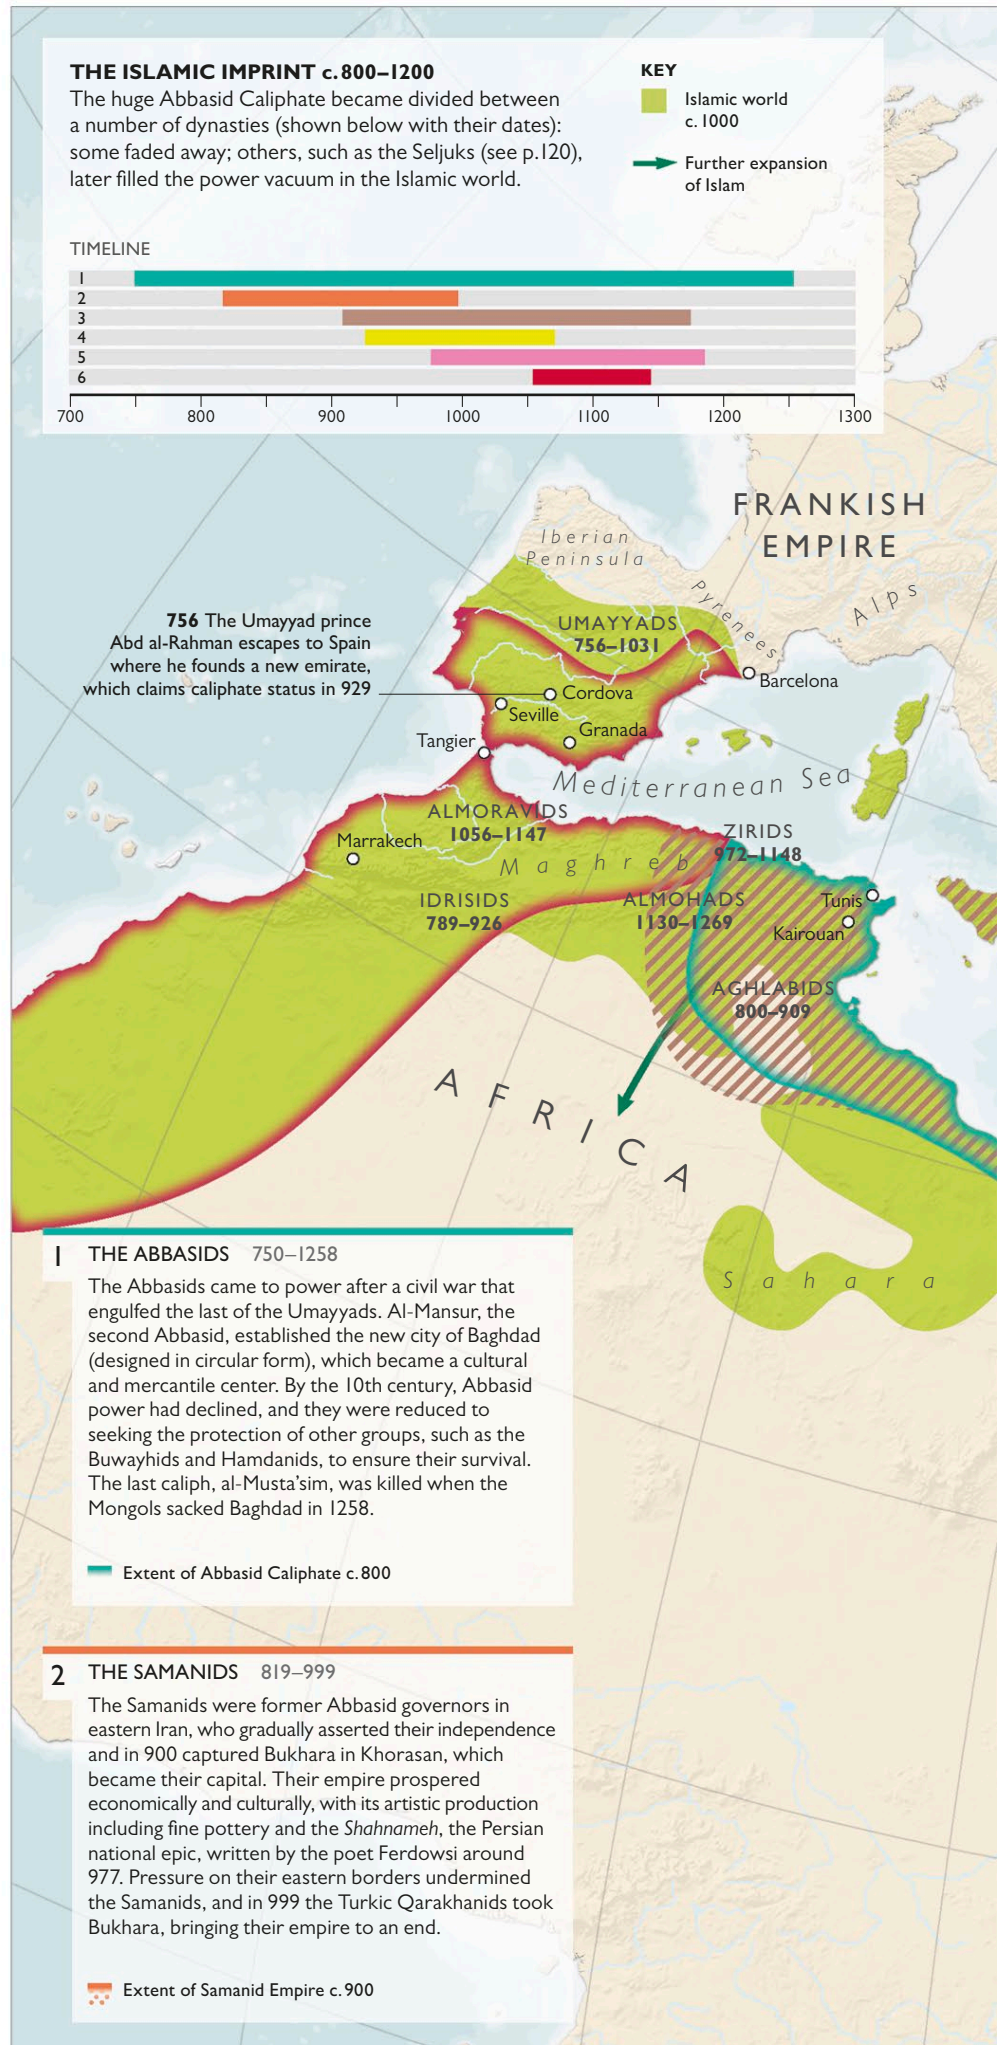 THE ISLAMIC IMPRINT c.800–1200
The huge Abbasid Caliphate became divided between
a number of dynasties (shown below with their dates):
some faded away; others, such as the Seljuks (see p.120),
later filled the power vacuum in the Islamic world.
KEY
Islamic world
c.1000
Further expansion
of Islam
TIMELINE
1
2
3
4
5
6
700 800 900 1000 1100 1200 1300
FRANKISH
EMPIRE
Iberian
Peninsula
Pyrenees
Alps
756 The Umayyad prince
Abd al-Rahman escapes to Spain
where he founds a new emirate,
which claims caliphate status in 929
UMAYYADS
756–1031
Barcelona
Cordova
Seville
Granada
Tangier
Mediterranean Sea
ALMORAVIDS
1056–1147
ZIRIDS
972–1148
Marrakech
Maghreb
IDRISIDS
789–926
ALMOHADS
1130–1269
Tunis
Kairouan
AGHLABIDS
800–909
AFRICA
Sahara
1 THE ABBASIDS 750–1258
The Abbasids came to power after a civil war that
engulfed the last of the Umayyads. Al-Mansur, the
second Abbasid, established the new city of Baghdad
(designed in circular form), which became a cultural
and mercantile center. By the 10th century, Abbasid
power had declined, and they were reduced to
seeking the protection of other groups, such as the
Buwayhids and Hamdanids, to ensure their survival.
The last caliph, al-Musta’sim, was killed when the
Mongols sacked Baghdad in 1258.
Extent of Abbasid Caliphate c.800
2 THE SAMANIDS 819–999
The Samanids were former Abbasid governors in
eastern Iran, who gradually asserted their independence
and in 900 captured Bukhara in Khorasan, which
became their capital. Their empire prospered
economically and culturally, with its artistic production
including fine pottery and the Shahnameh, the Persian
national epic, written by the poet Ferdowsi around
977. Pressure on their eastern borders undermined
the Samanids, and in 999 the Turkic Qarakhanids took
Bukhara, bringing their empire to an end.
Extent of Samanid Empire c.900